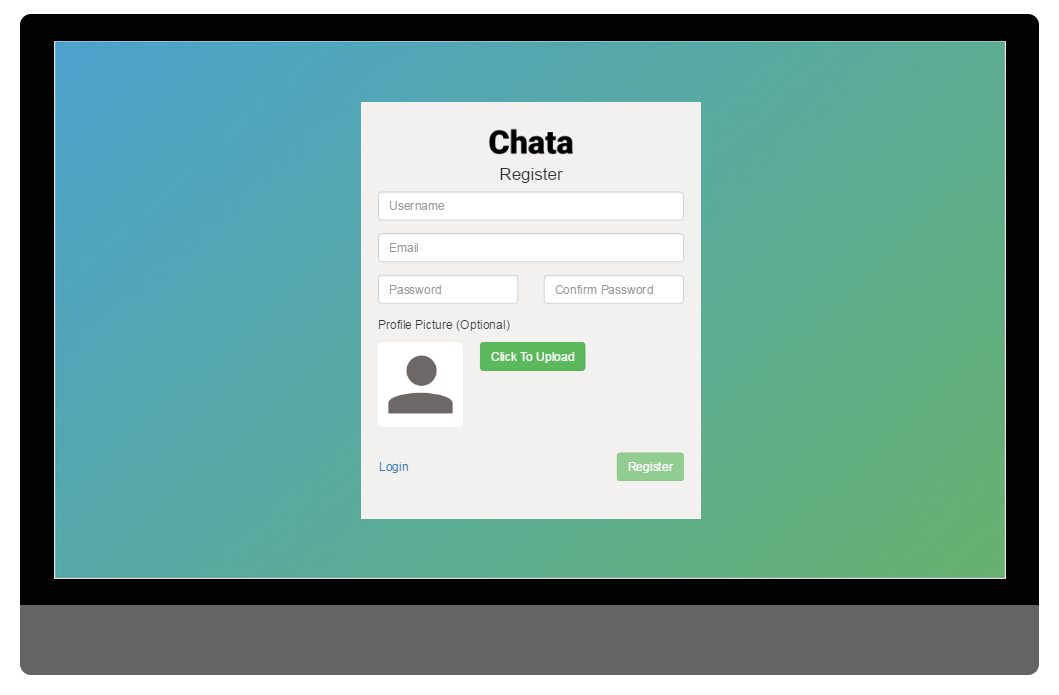 Chata
Register
Username
Email
Password Confirm Password
Profile Picture (Optional)
Click To Upload
Login Register